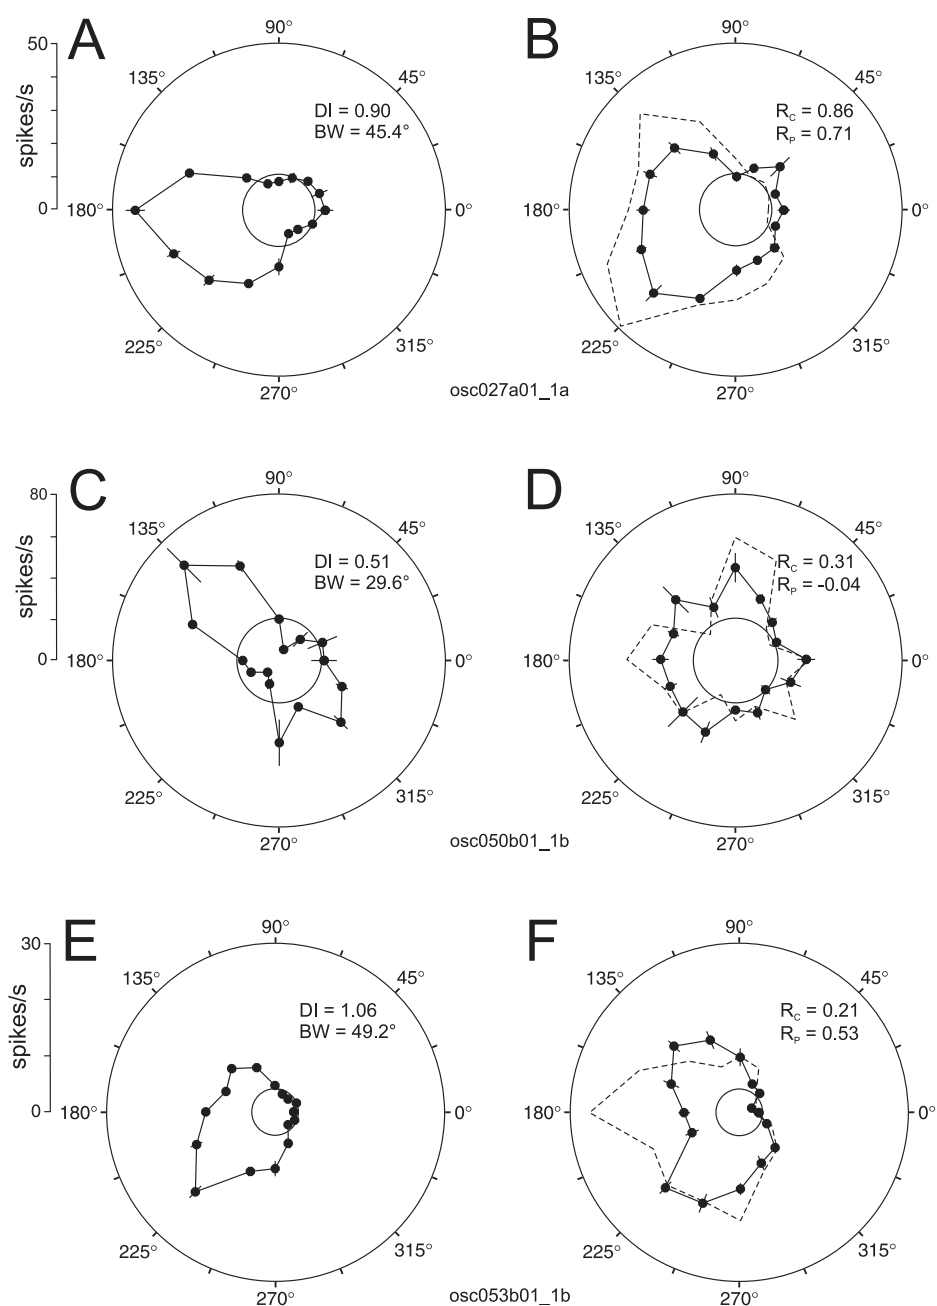 A
B
50
spikes/s
0
90°
135°
45°
DI = 0.90
BW = 45.4°
180°
0°
225°
315°
270°
90°
135°
45°
R_C = 0.86
R_P = 0.71
180°
0°
225°
315°
270°
osc027a01_1a
C
D
80
spikes/s
0
90°
135°
45°
DI = 0.51
BW = 29.6°
180°
0°
225°
315°
270°
90°
135°
45°
R_C = 0.31
R_P = -0.04
180°
0°
225°
315°
270°
osc050b01_1b
E
F
30
spikes/s
0
90°
135°
45°
DI = 1.06
BW = 49.2°
180°
0°
225°
315°
270°
90°
135°
45°
R_C = 0.21
R_P = 0.53
180°
0°
225°
315°
270°
osc053b01_1b